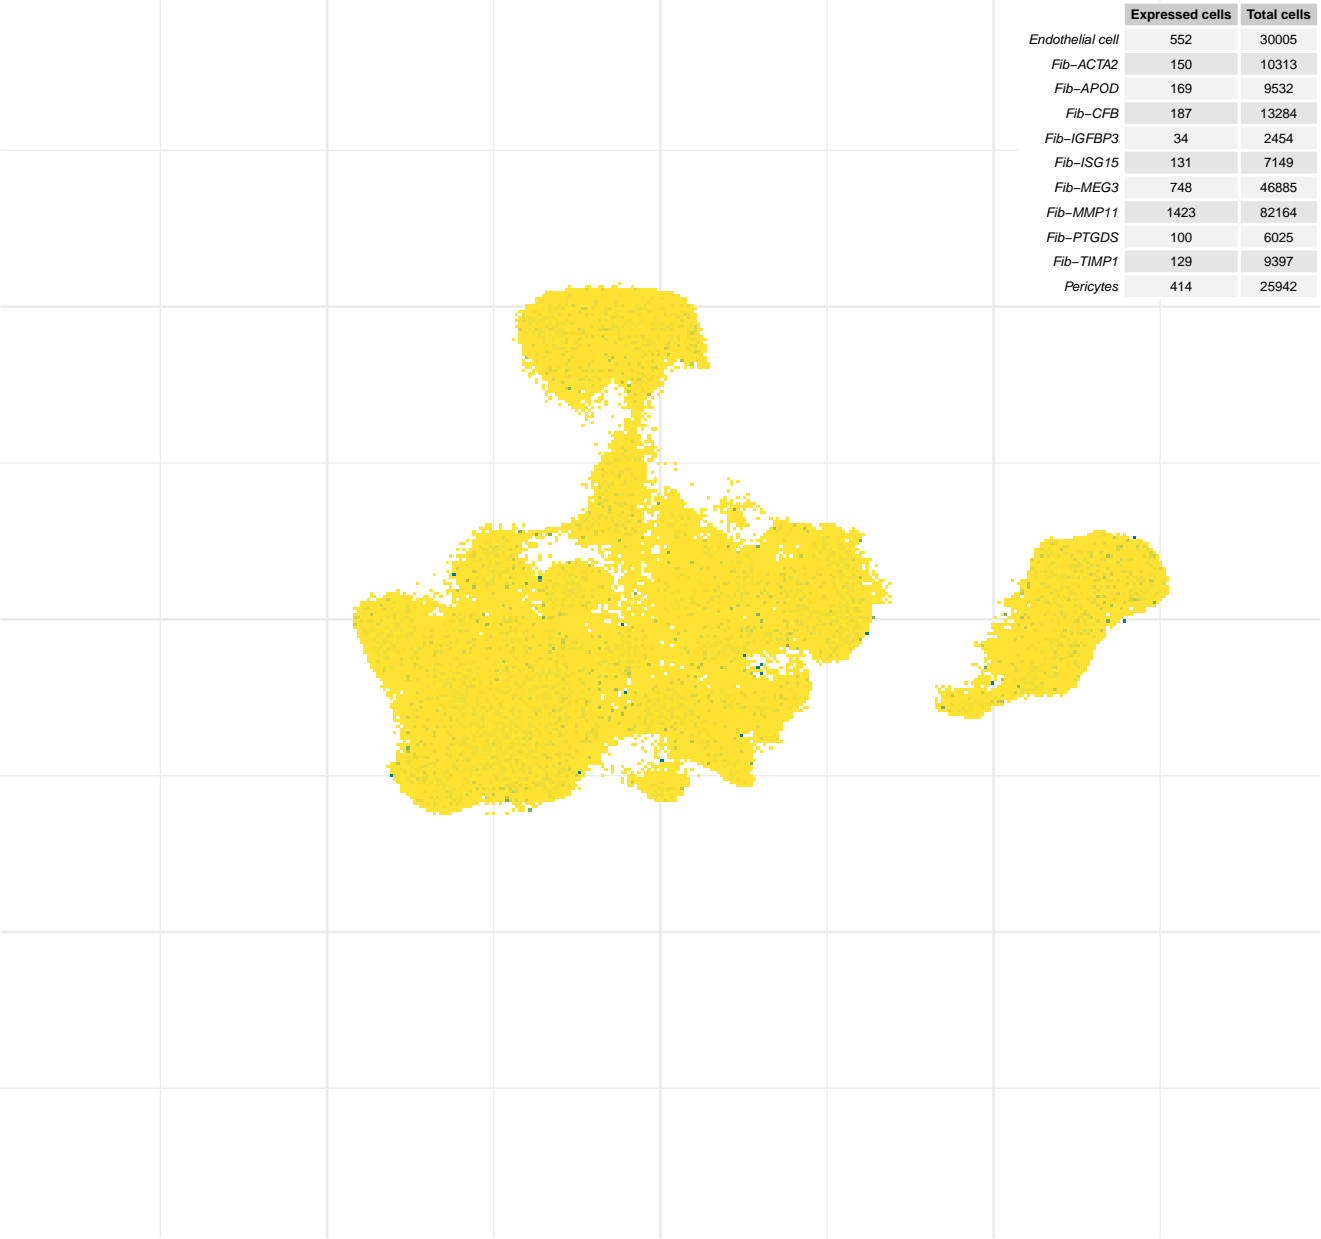 Expressed cells Total cells
Endothelial cell 552 30005
Fib−ACTA2 150 10313
Fib−APOD 169 9532
Fib−CFB 187 13284
Fib−IGFBP3 34 2454
Fib−ISG15 131 7149
Fib−MEG3 748 46885
Fib−MMP11 1423 82164
Fib−PTGDS 100 6025
Fib−TIMP1 129 9397
Pericytes 414 25942